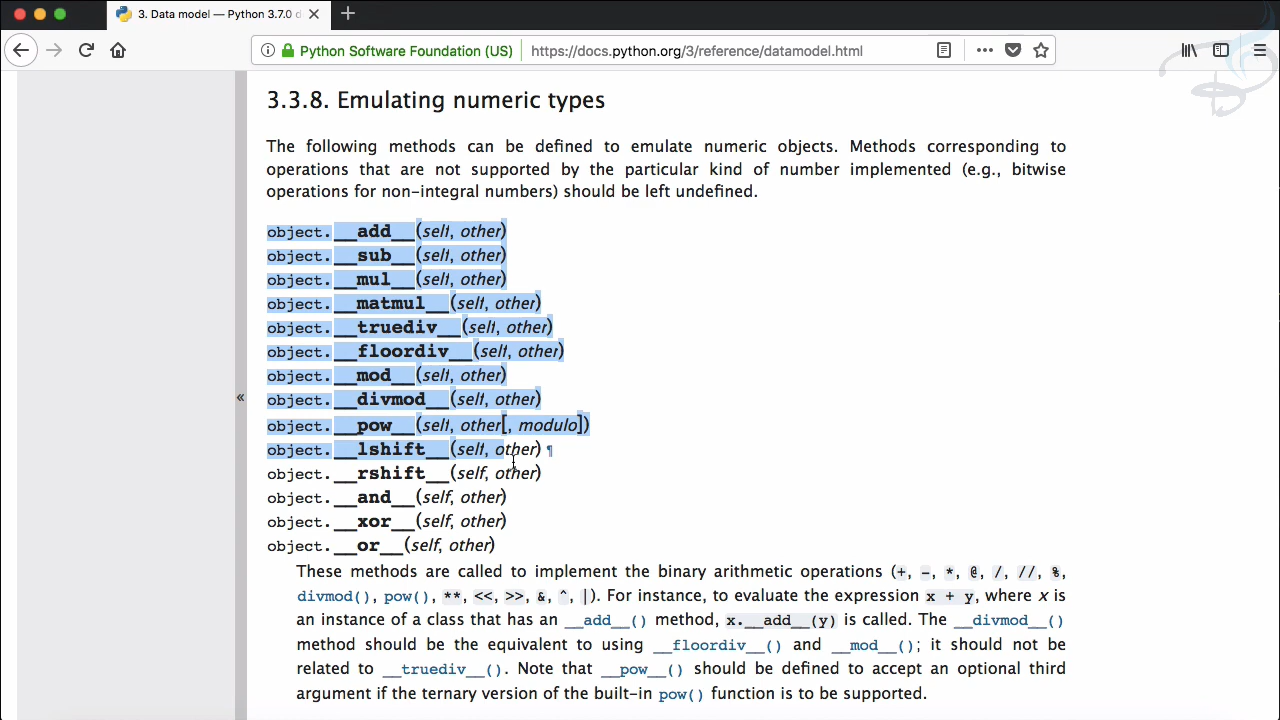 3. Data model — Python 3.7.0 d
Python Software Foundation (US) https://docs.python.org/3/reference/datamodel.html
3.3.8. Emulating numeric types
The following methods can be defined to emulate numeric objects. Methods corresponding to
operations that are not supported by the particular kind of number implemented (e.g., bitwise
operations for non-integral numbers) should be left undefined.
object.__add__(self, other)
object.__sub__(self, other)
object.__mul__(self, other)
object.__matmul__(self, other)
object.__truediv__(self, other)
object.__floordiv__(self, other)
object.__mod__(self, other)
«
object.__divmod__(self, other)
object.__pow__(self, other[, modulo])
object.__lshift__(self, other) ¶
object.__rshift__(self, other)
object.__and__(self, other)
object.__xor__(self, other)
object.__or__(self, other)
These methods are called to implement the binary arithmetic operations (+, -, *, @, /, //, %,
divmod(), pow(), **, <<, >>, &, ^, |). For instance, to evaluate the expression x + y, where x is
an instance of a class that has an __add__() method, x.__add__(y) is called. The __divmod__()
method should be the equivalent to using __floordiv__() and __mod__(); it should not be
related to __truediv__(). Note that __pow__() should be defined to accept an optional third
argument if the ternary version of the built-in pow() function is to be supported.